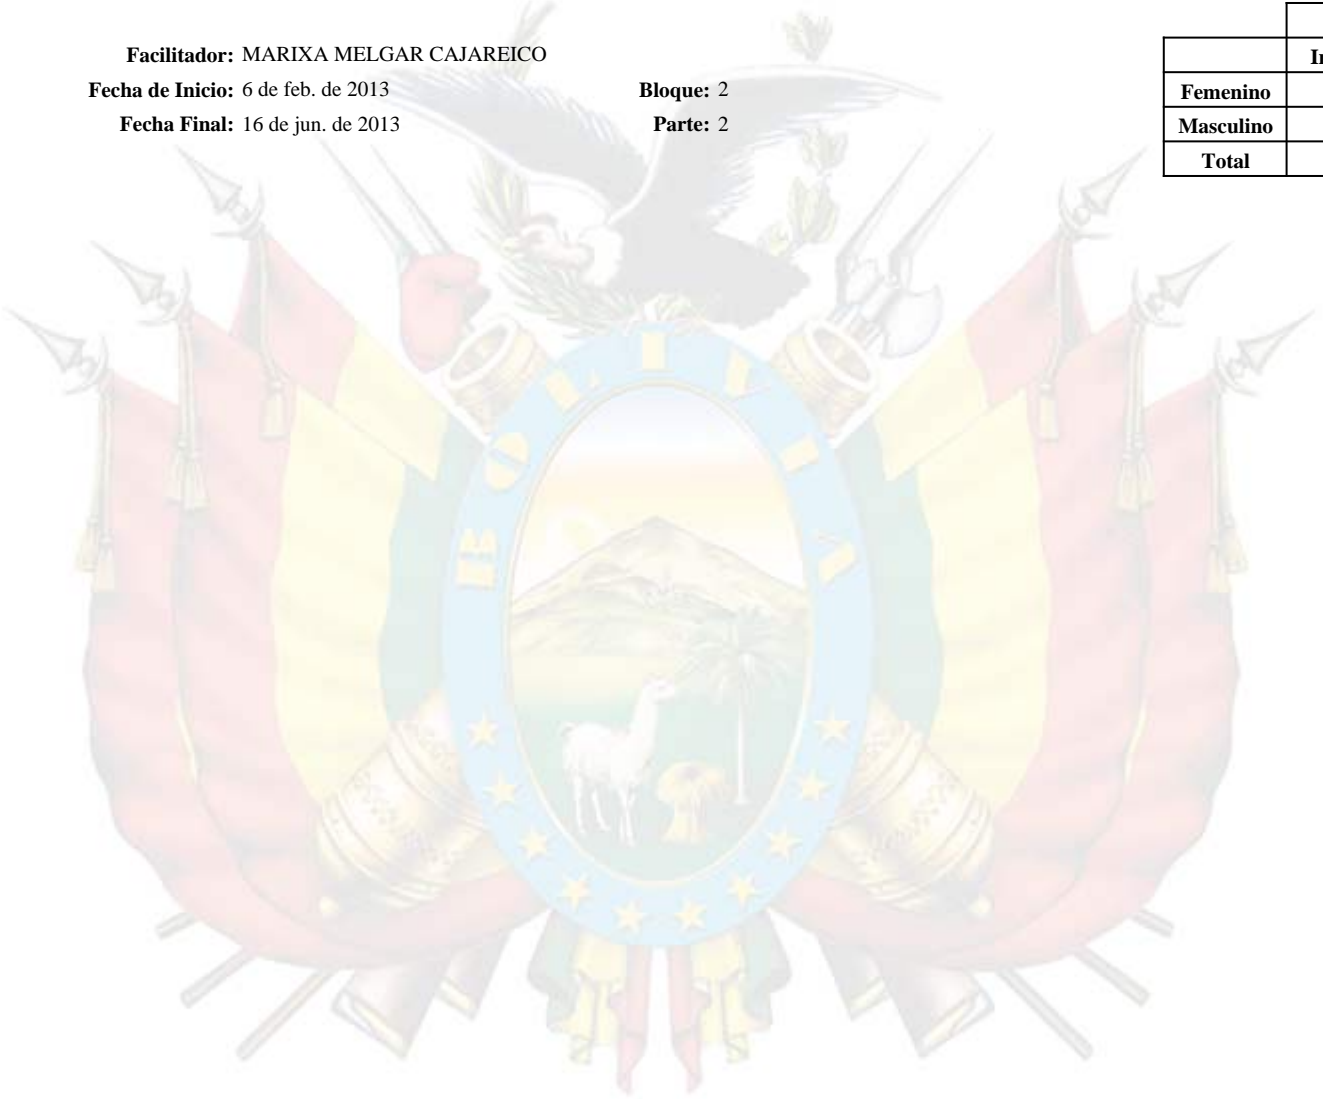 Facilitador: MARIXA MELGAR CAJAREICO
Fecha de Inicio: 6 de feb. de 2013 Bloque: 2
Fecha Final: 16 de jun. de 2013 Parte: 2
Femenino
Masculino
Total
BOLIVIA